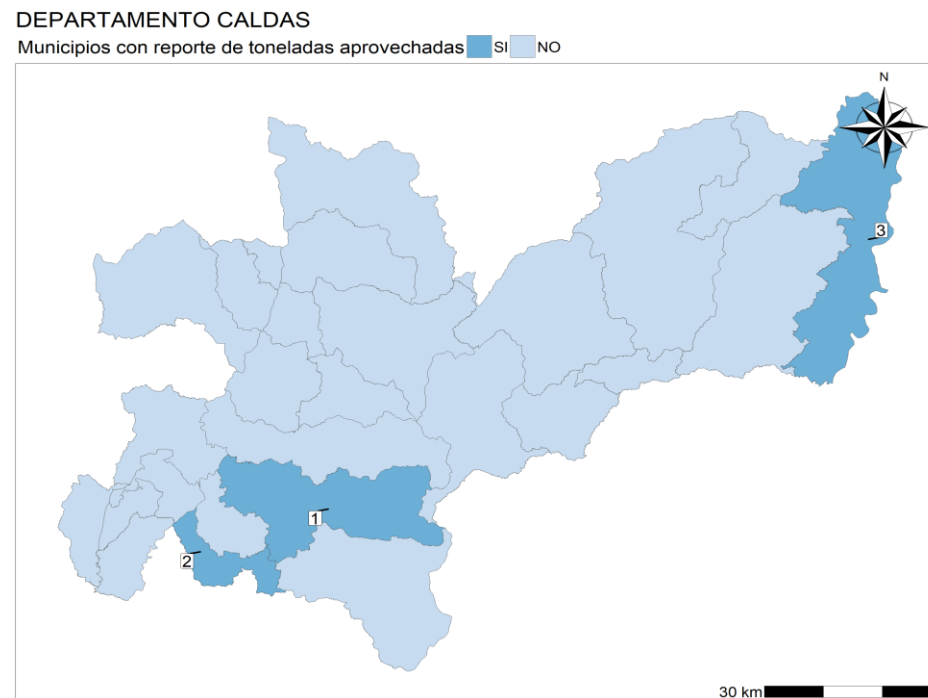 DEPARTAMENTO CALDAS
Municipios con reporte de toneladas aprovechadas SI NO
N
3
1
2
30 km